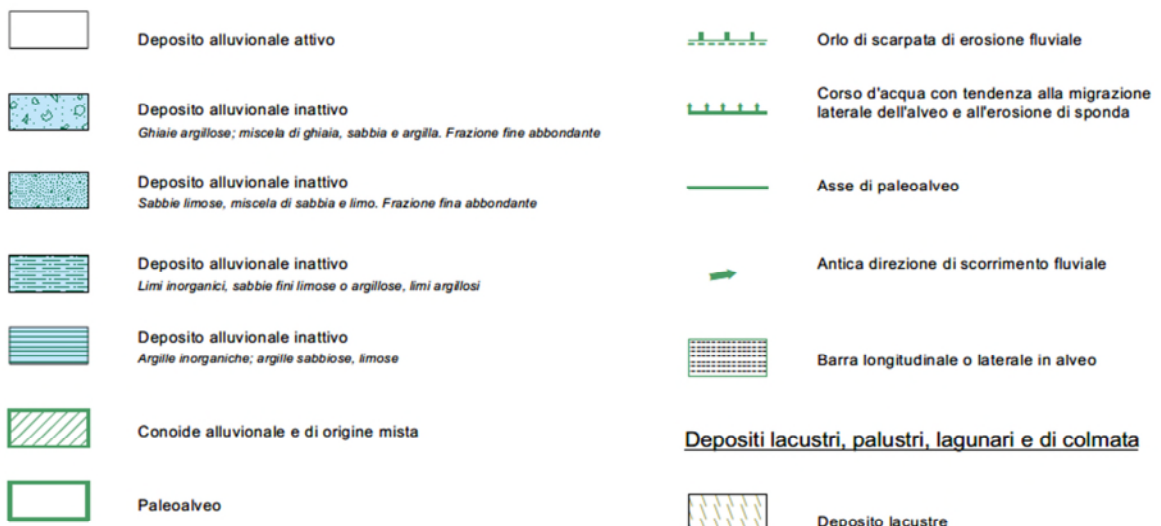 Deposito alluvionale attivo
Deposito alluvionale inattivo
Ghiaie argillose; miscela di ghiaia, sabbia e argilla. Frazione fine abbondante
Deposito alluvionale inattivo
Sabbie limose, miscela di sabbia e limo. Frazione fina abbondante
Deposito alluvionale inattivo
Limi inorganici, sabbie fini limose o argillose, limi argillosi
Deposito alluvionale inattivo
Argille inorganiche; argille sabbiose, limose
Conoide alluvionale e di origine mista
Paleoalveo
Orlo di scarpata di erosione fluviale
Corso d'acqua con tendenza alla migrazione
laterale dell'alveo e all'erosione di sponda
Asse di paleoalveo
Antica direzione di scorrimento fluviale
Barra longitudinale o laterale in alveo
Depositi lacustri, palustri, lagunari e di colmata
Deposito lacustre